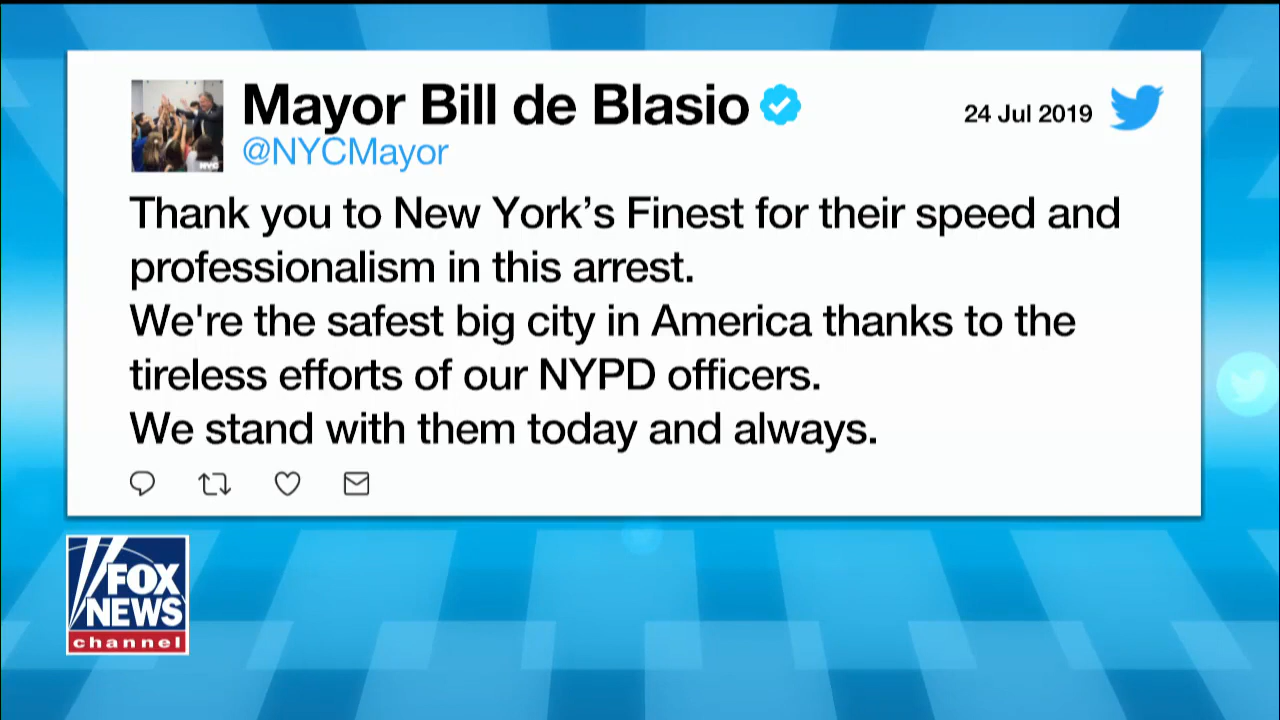 Mayor Bill de Blasio
24 Jul 2019
@NYCMayor
NYC
Thank you to New York’s Finest for their speed and
professionalism in this arrest.
We're the safest big city in America thanks to the
tireless efforts of our NYPD officers.
We stand with them today and always.
FOX
NEWS
channel